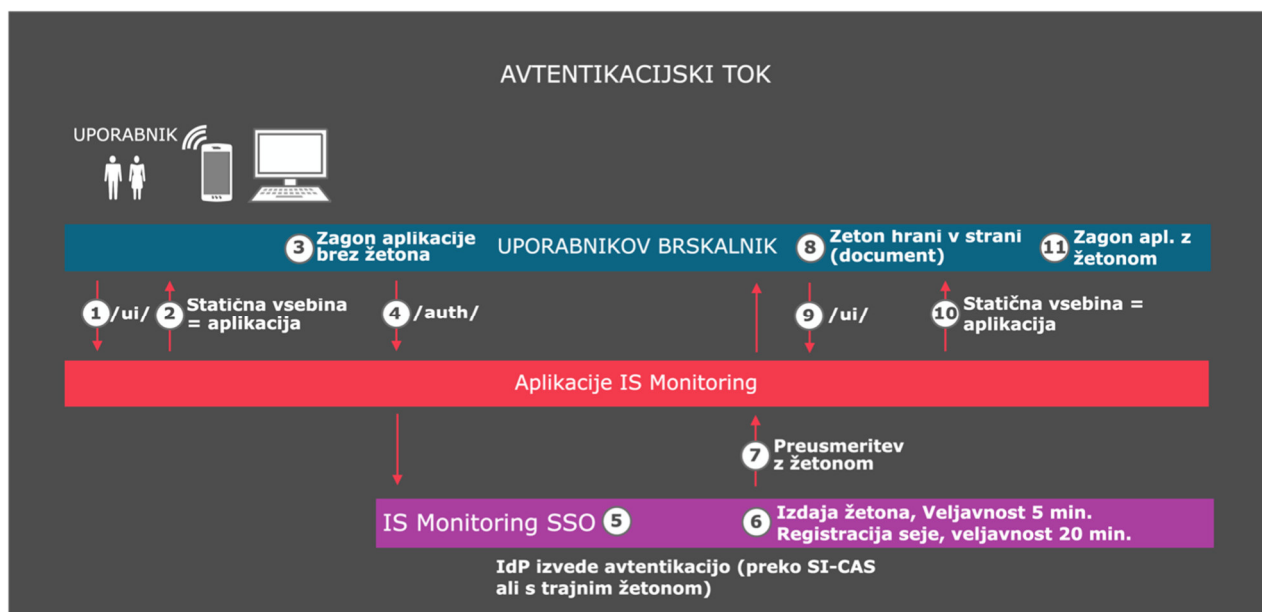 AVTENTIKACIJSKI TOK
UPORABNIK
3 Zagon aplikacije
brez žetona
UPORABNIKOV BRSKALNIK
8 Zeton hrani v strani
(document)
11 Zagon apl. z
žetonom
1 /ui/
2 Statična vsebina
= aplikacija
4 /auth/
9 /ui/
10 Statična vsebina =
aplikacija
Aplikacije IS Monitoring
7 Preusmeritev
z žetonom
IS Monitoring SSO 5
6 Izdaja žetona, Veljavnost 5 min.
Registracija seje, veljavnost 20 min.
IdP izvede avtentikacijo (preko SI-CAS
ali s trajnim žetonom)